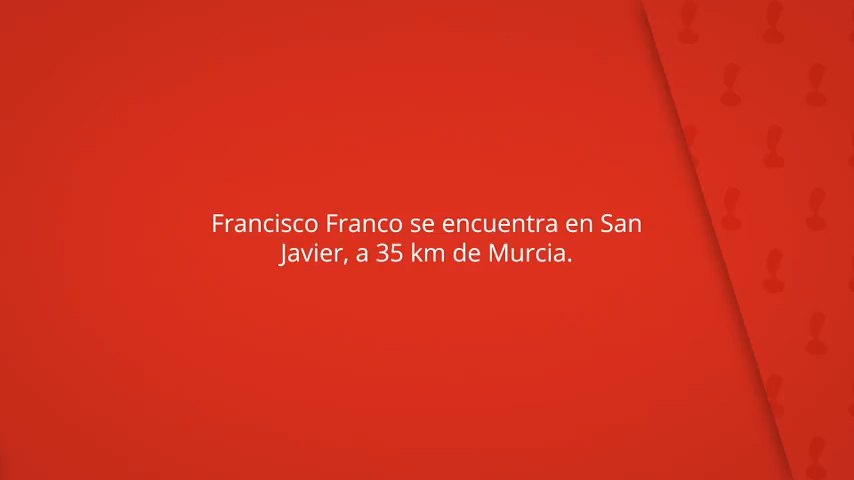 Francisco Franco se encuentra en San
Javier, a 35 km de Murcia.